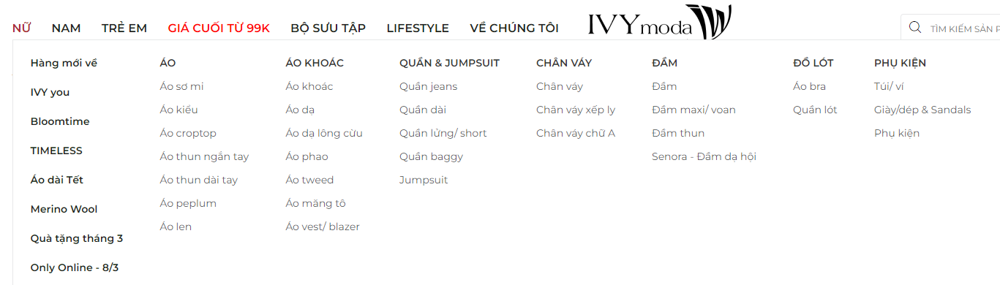 NỮ
NAM
TRẺ EM
GIÁ CUỐI TỪ 99K
BỘ SƯU TẬP
LIFESTYLE
VỀ CHÚNG TÔI
IVY moda
TÌM KIẾM SẢN P
Hàng mới về
IVY you
Bloomtime
TIMELESS
Áo dài Tết
Merino Wool
Quà tặng tháng 3
Only Online - 8/3
ÁO
Áo sơ mi
Áo kiểu
Áo croptop
Áo thun ngắn tay
Áo thun dài tay
Áo peplum
Áo len
ÁO KHOÁC
Áo khoác
Áo dạ
Áo dạ lông cừu
Áo phao
Áo tweed
Áo măng tô
Áo vest/ blazer
QUẦN & JUMPSUIT
Quần jeans
Quần dài
Quần lửng/ short
Quần baggy
Jumpsuit
CHÂN VÁY
Chân váy
Chân váy xếp ly
Chân váy chữ A
ĐẦM
Đầm
Đầm maxi/ voan
Đầm thun
Senora - Đầm dạ hội
ĐỒ LÓT
Áo bra
Quần lót
PHỤ KIỆN
Túi/ ví
Giày/dép & Sandals
Phụ kiện